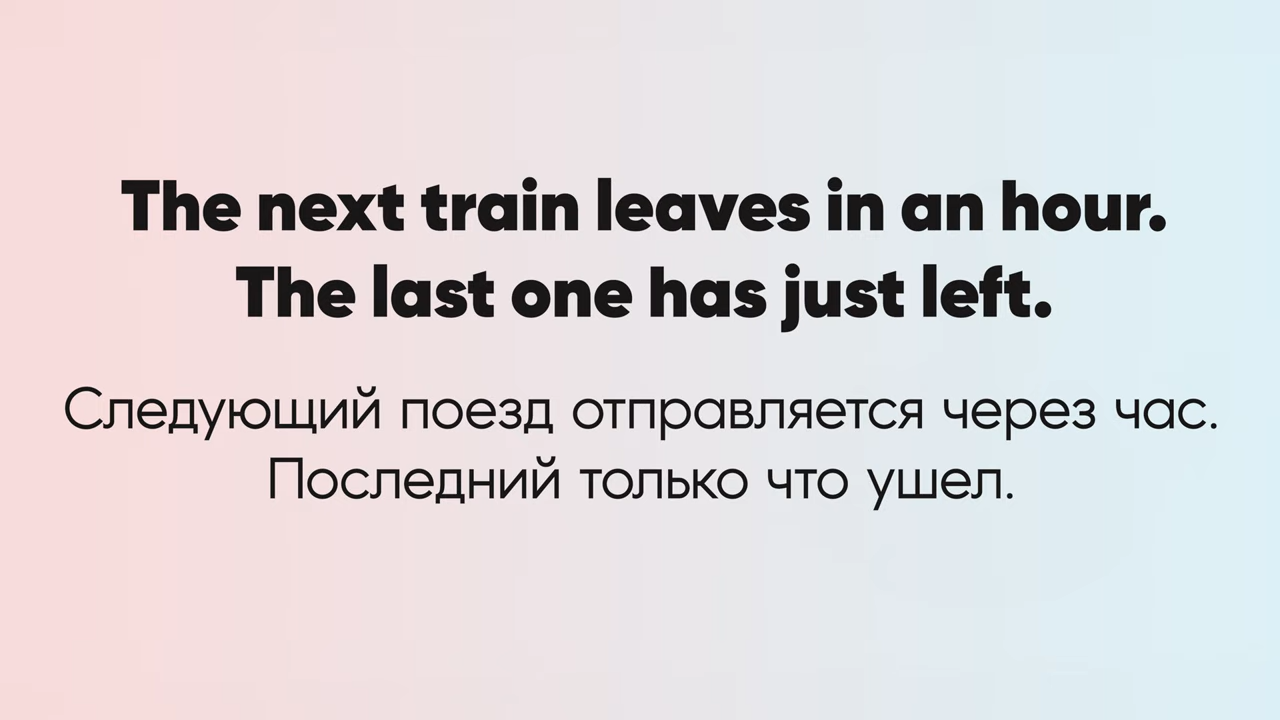 The next train leaves in an hour.
The last one has just left.
Следующий поезд отправляется через час.
Последний только что ушел.